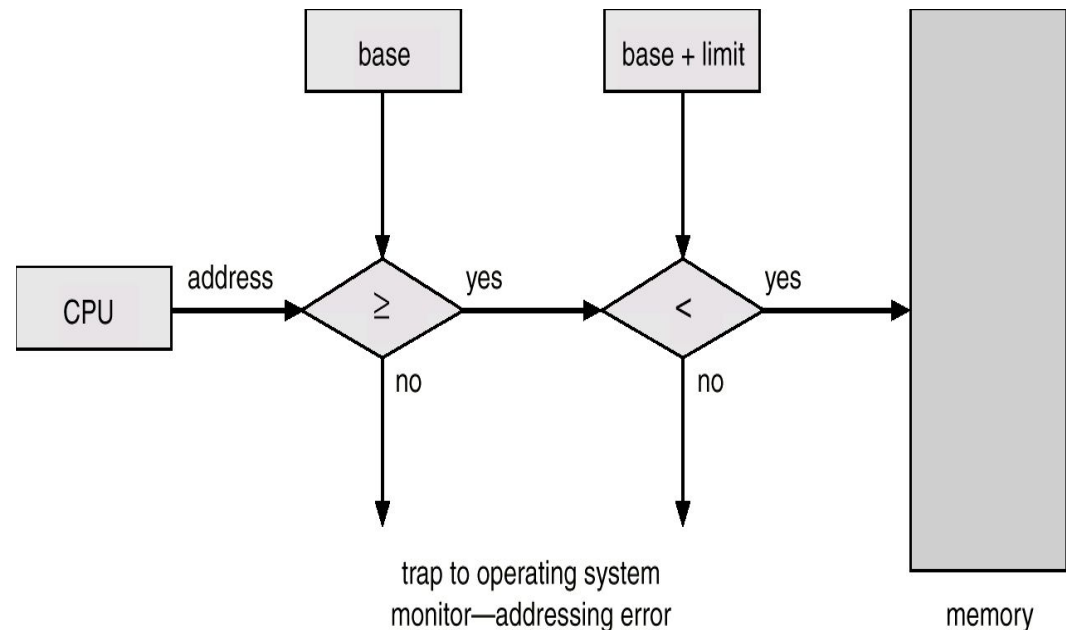 base
base + limit
address
yes
yes
CPU
≥
<
no
no
trap to operating system
monitor—addressing error
memory